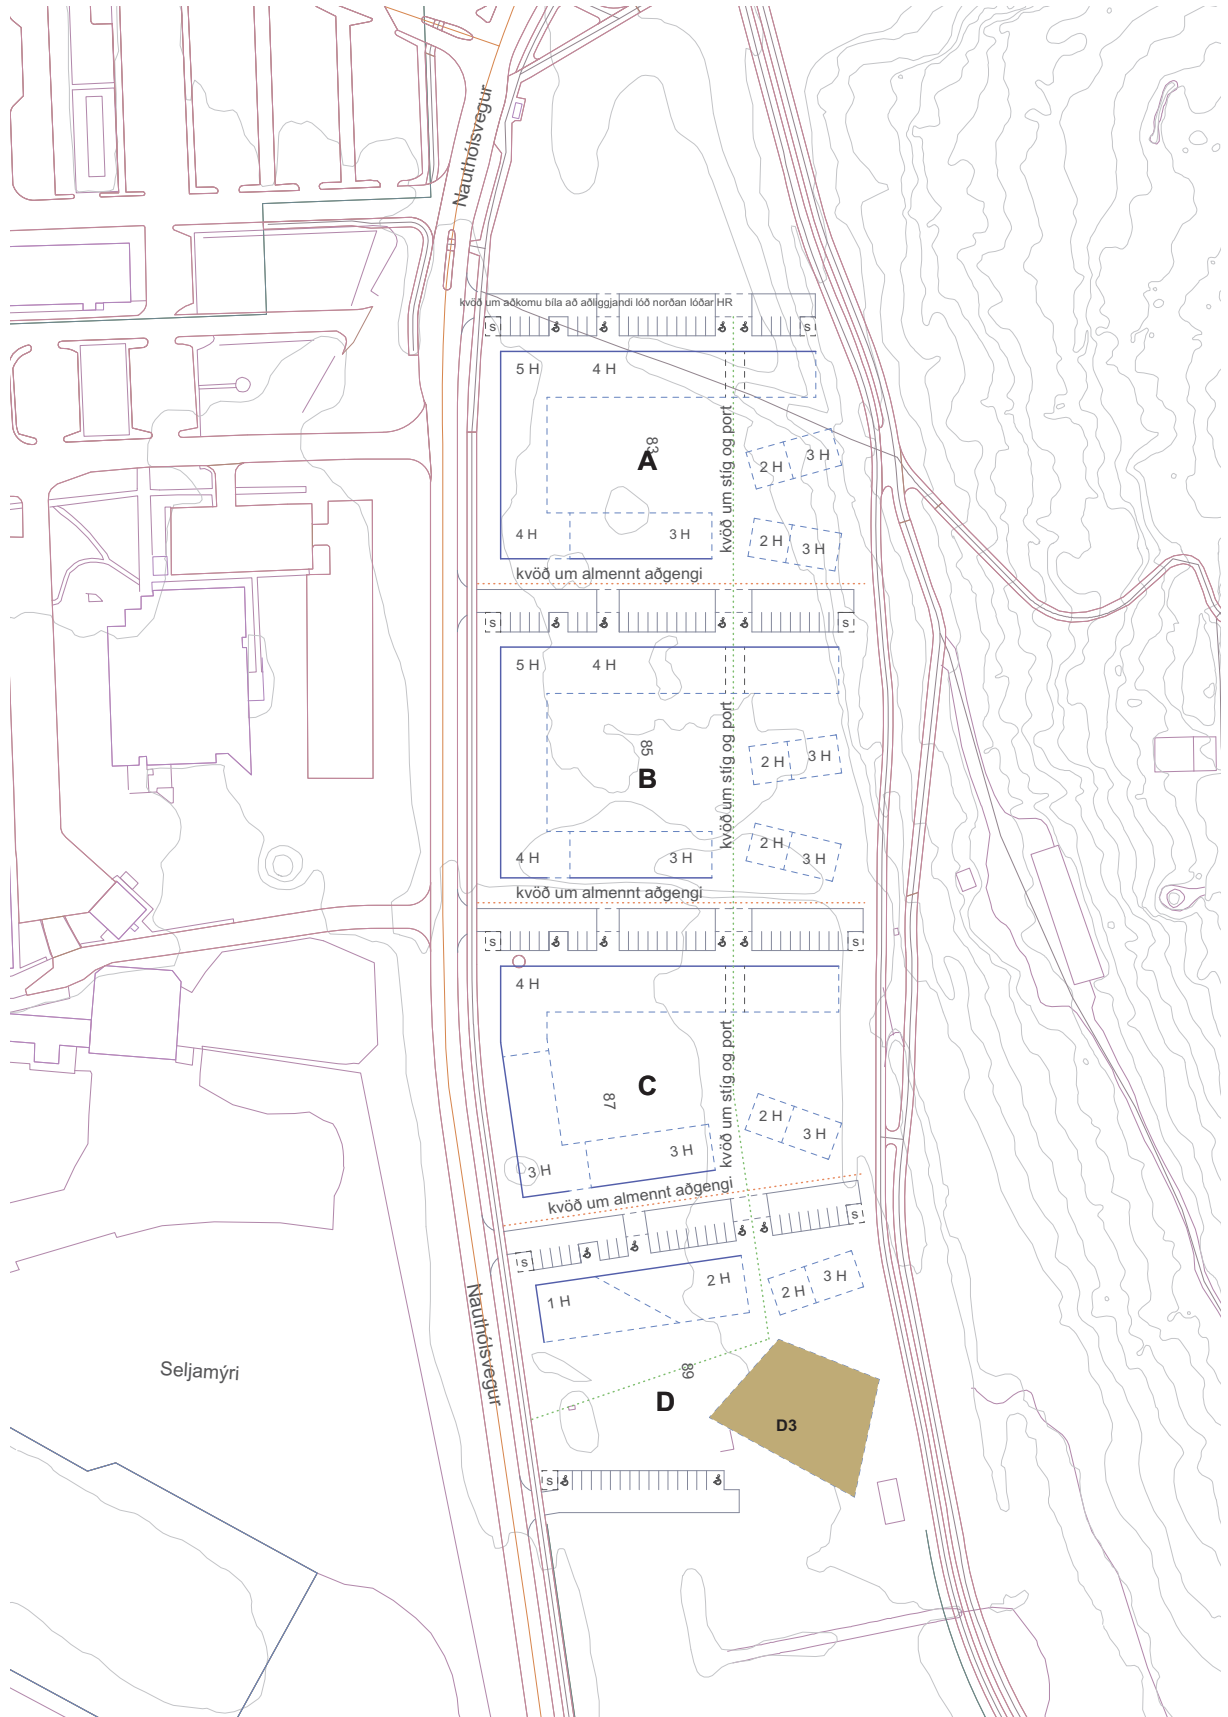 Nauthólsvegur
kvöð um aðkomu bíla að aðliggjandi lóð norðan lóðar HR
S
S
5 H
4 H
83
A
kvöð um stíg og port
2 H
3 H
4 H
3 H
2 H
3 H
kvöð um almennt aðgengi
S
S
5 H
4 H
85
B
kvöð um stíg og port
2 H
3 H
4 H
3 H
2 H
3 H
kvöð um almennt aðgengi
S
S
4 H
C
87
kvöð um stíg og port
2 H
3 H
3 H
3 H
kvöð um almennt aðgengi
S
S
1 H
2 H
2 H
3 H
Nauthólsvegur
Seljamýri
89
D
D3
S